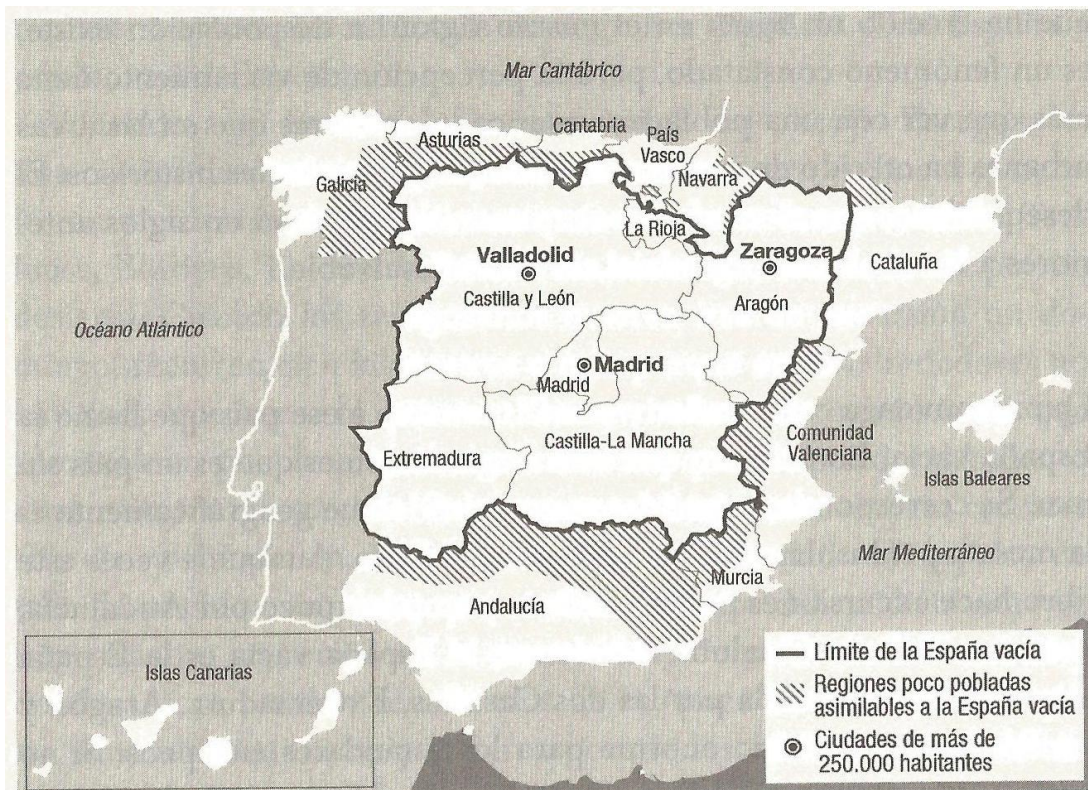 Mar Cantábrico
Asturias
Cantabria
País
Vasco
Galicia
Navarra
La Rioja
Valladolid
Zaragoza
Cataluña
Castilla y León
Aragón
Océano Atlántico
Madrid
Madrid
Extremadura
Castilla-La Mancha
Comunidad
Valenciana
Islas Baleares
Mar Mediterráneo
Murcia
Andalucía
Islas Canarias
Límite de la España vacía
Regiones poco pobladas
asimilables a la España vacía
Ciudades de más de
250.000 habitantes